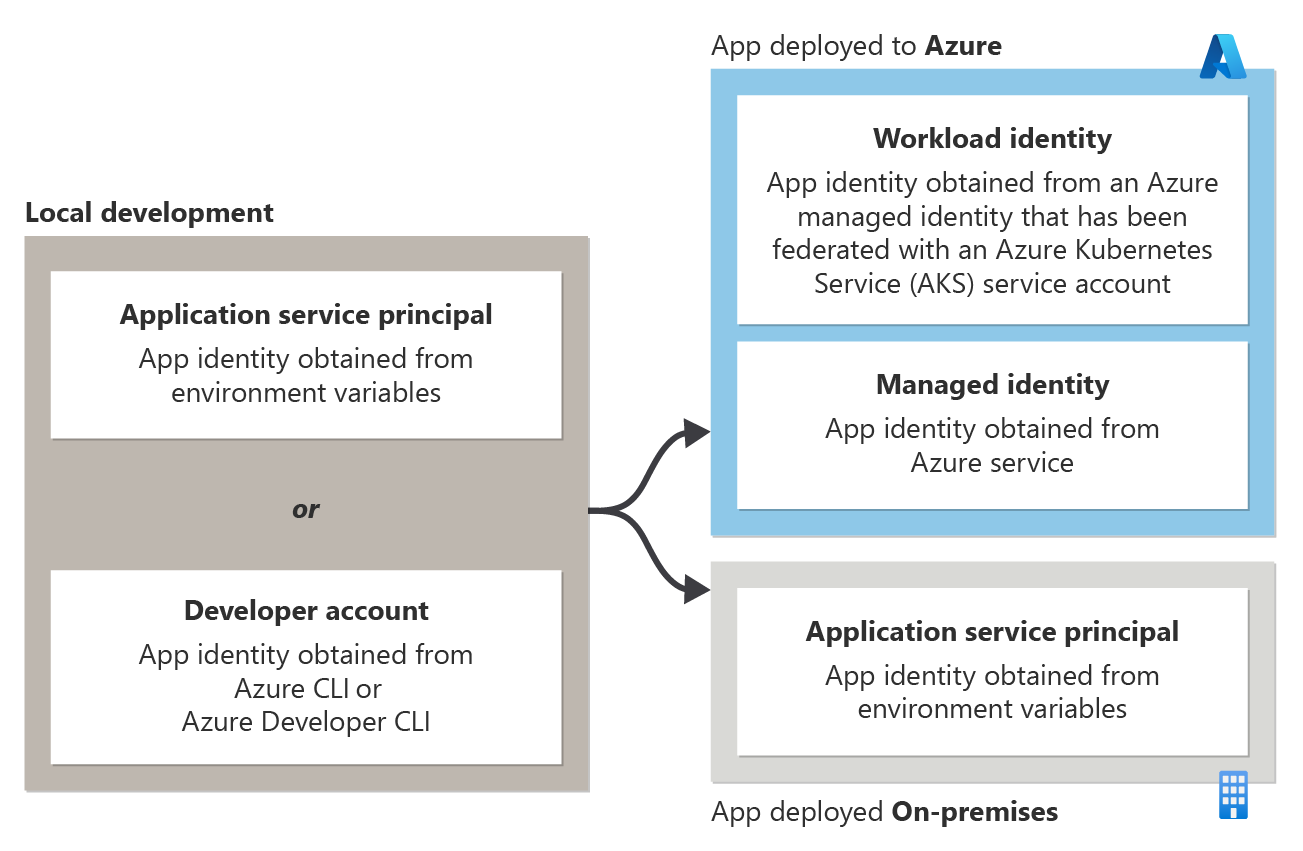 Local development
Application service principal
App identity obtained from
environment variables
or
Developer account
App identity obtained from
Azure CLI or
Azure Developer CLI
App deployed to Azure
Workload identity
App identity obtained from an Azure
managed identity that has been
federated with an Azure Kubernetes
Service (AKS) service account
Managed identity
App identity obtained from
Azure service
Application service principal
App identity obtained from
environment variables
App deployed On-premises